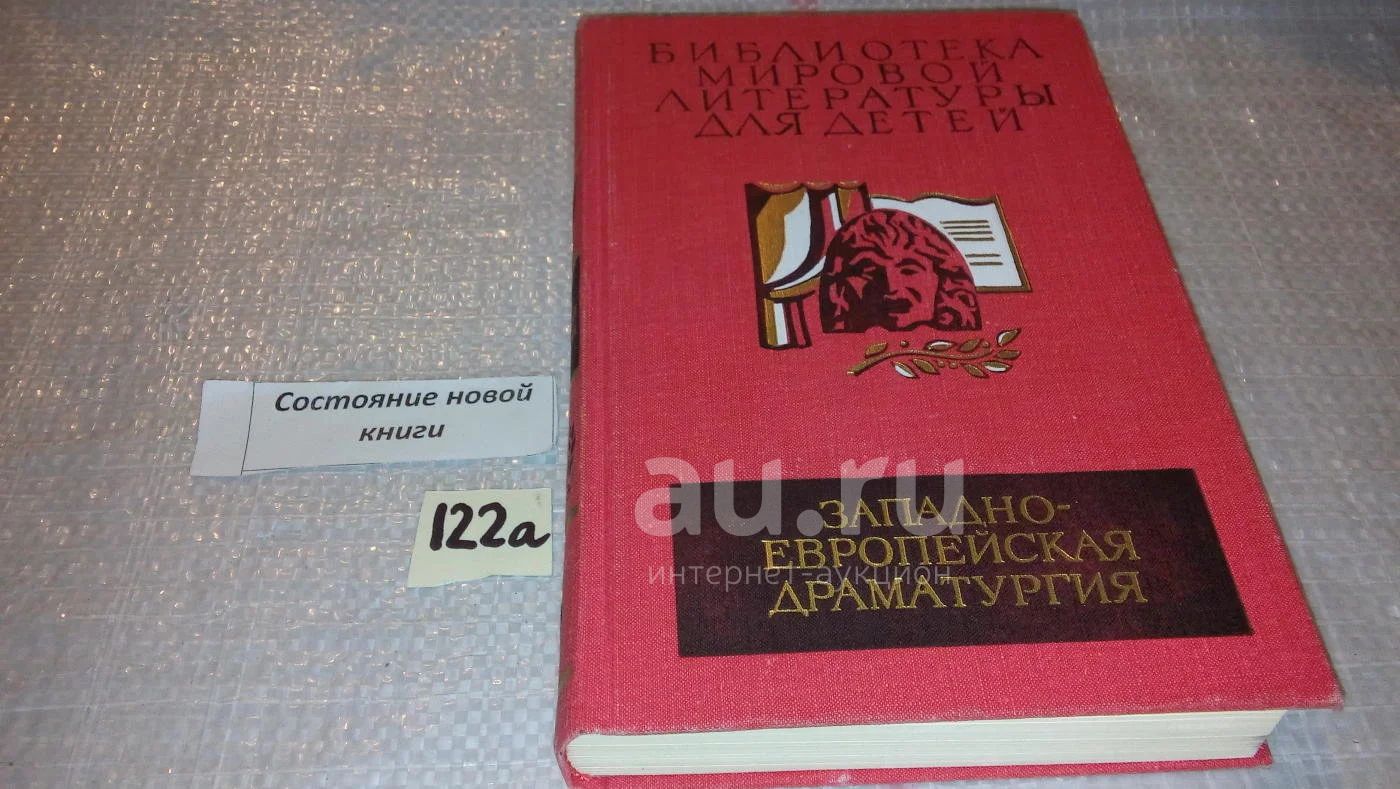 БИБЛИОТЕКА
МИРОВОЙ
ЛИТЕРАТУРЫ
ДЛЯ ДЕТЕЙ
Состояние новой
книги
122а
au.ru
интернет-аукцион
ЗАПАДНО-
ЕВРОПЕЙСКАЯ
ДРАМАТУРГИЯ